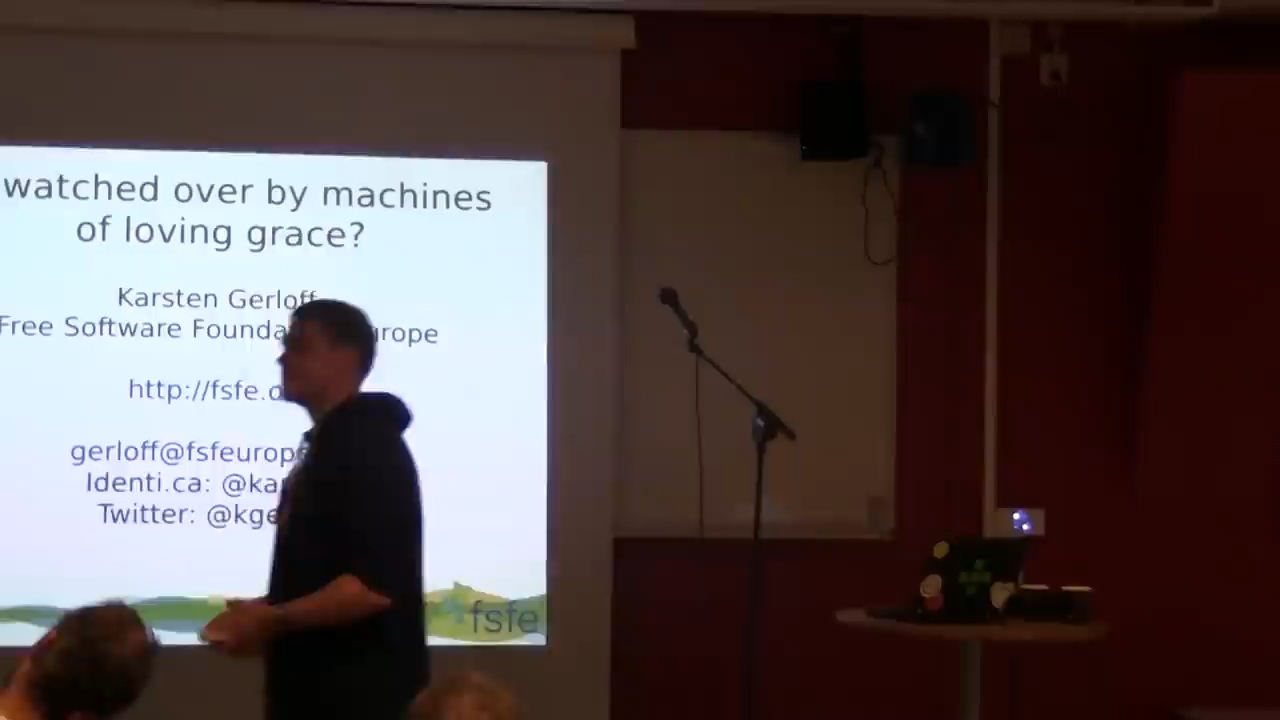 watched over by machines
of loving grace?
Karsten Gerloff
Free Software Founda rope
http://fsfe.o
gerloff@fsfeurope
Identi.ca: @ka
Twitter: @kge
fsfe